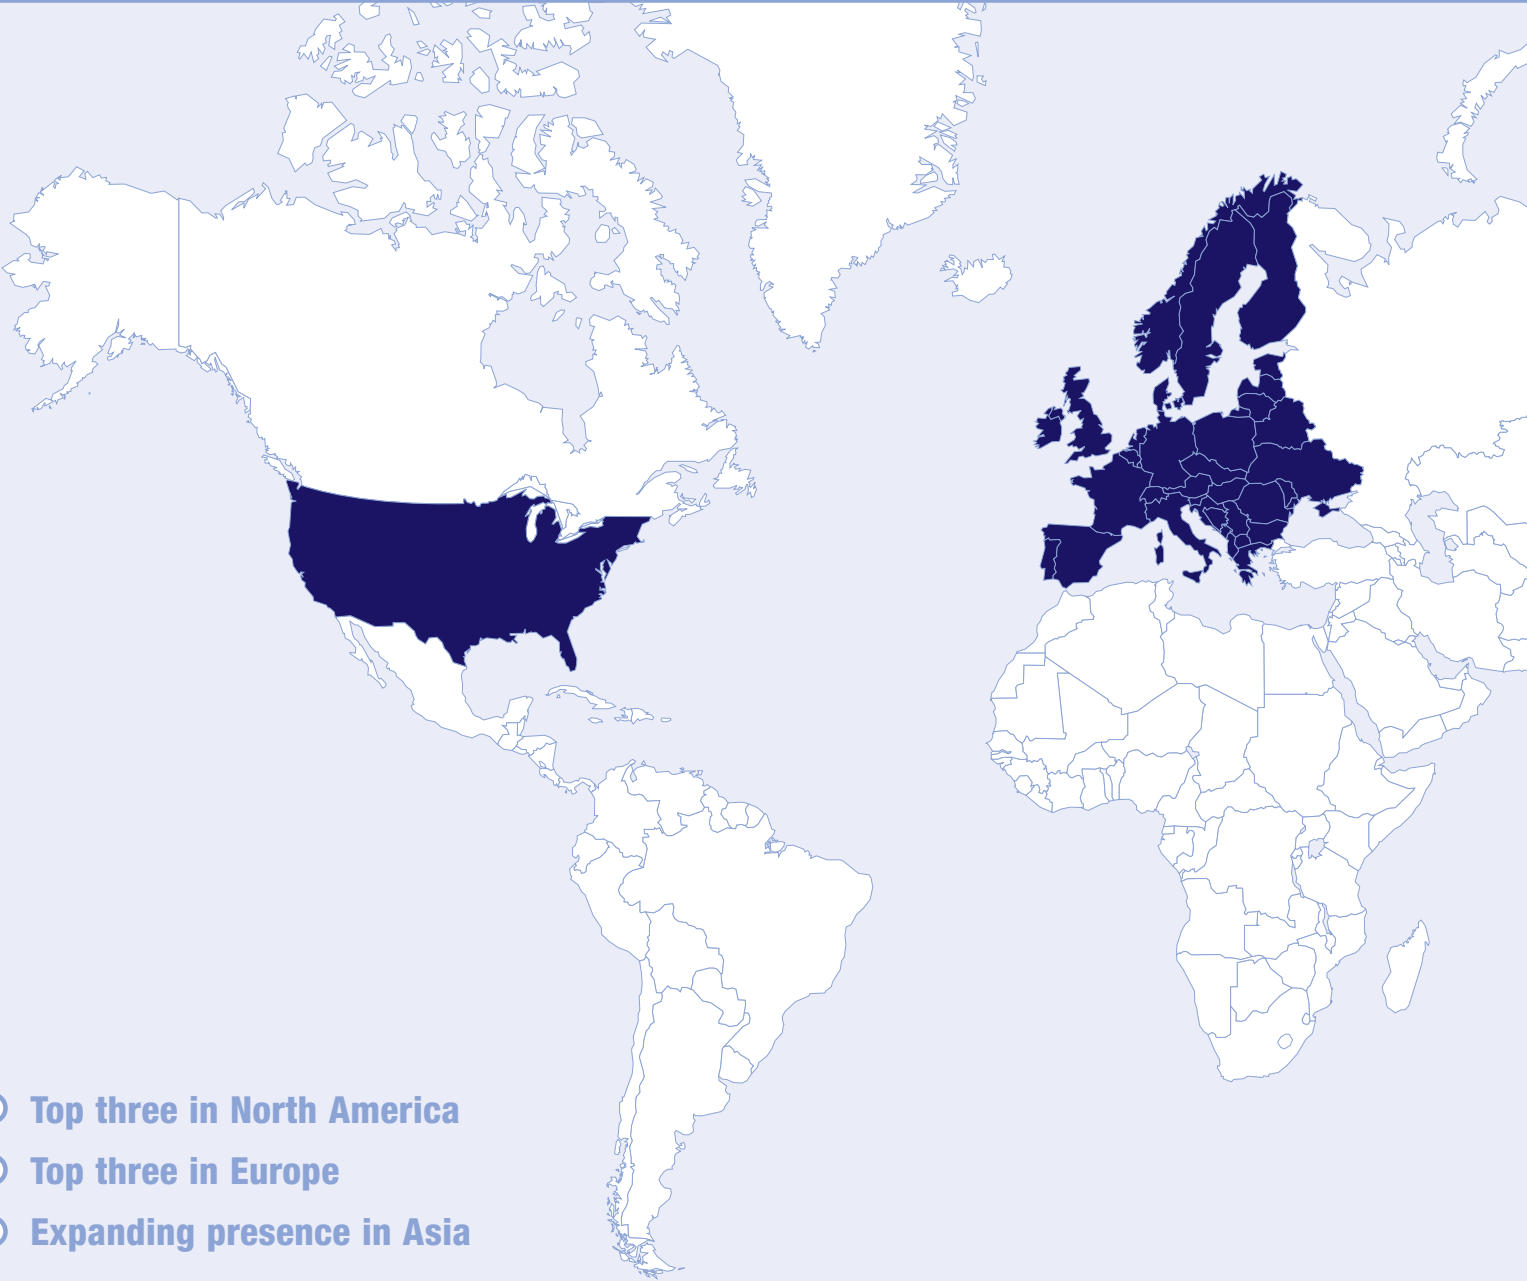 Top three in North America
Top three in Europe
Expanding presence in Asia